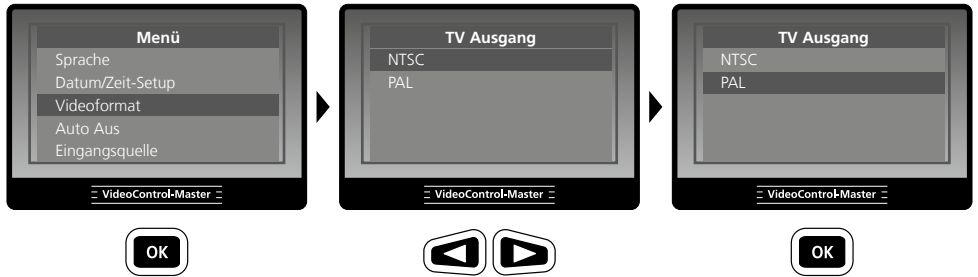 Menü
Sprache
Datum/Zeit-Setup
Videoformat
Auto Aus
Eingangsquelle
VideoControl-Master
OK
TV Ausgang
NTSC
PAL
VideoControl-Master
TV Ausgang
NTSC
PAL
VideoControl-Master
OK